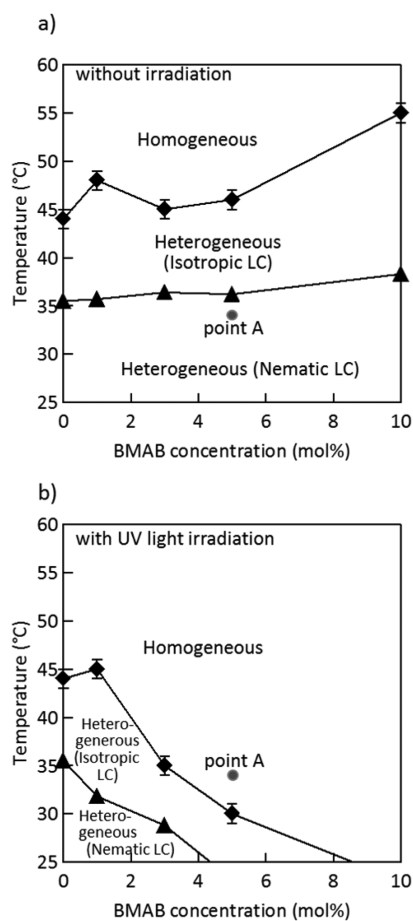 a)
60
without irradiation
55
Homogeneous
50
45
Heterogeneous
(Isotropic LC)
40
35
point A
30
Heterogeneous (Nematic LC)
25
0 2 4 6 8 10
Temperature (°C)
BMAB concentration (mol%)
b)
60
with UV light irradiation
55
50
Homogeneous
45
40
Hetero-
generous
(Isotropic
LC)
35
point A
30
Hetero-
geneous
(Nematic LC)
25
0 2 4 6 8 10
Temperature (°C)
BMAB concentration (mol%)